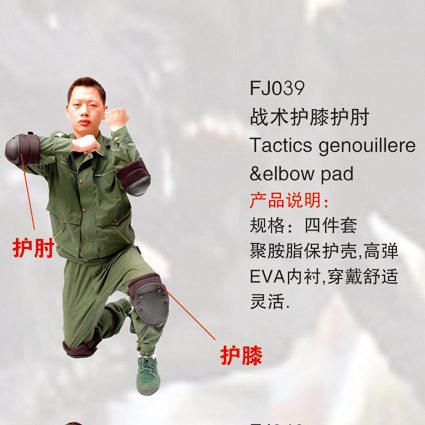 FJ039
战术护膝护肘
Tactics genouillere
&elbow pad
产品说明：
规格：四件套
聚胺脂保护壳,高弹
EVA内衬,穿戴舒适
灵活.
护肘
护膝